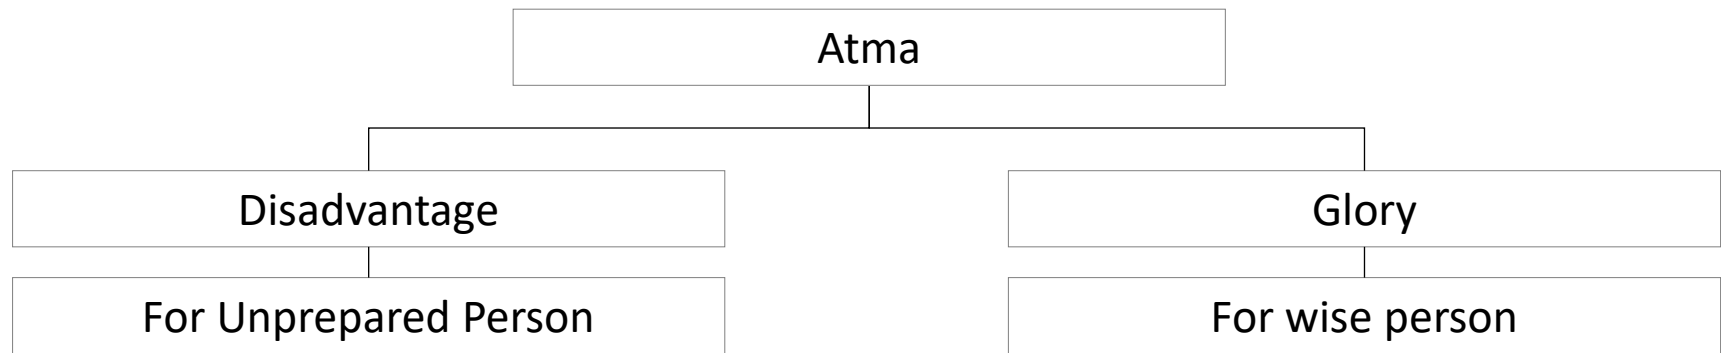 Atma
Disadvantage
Glory
For Unprepared Person
For wise person